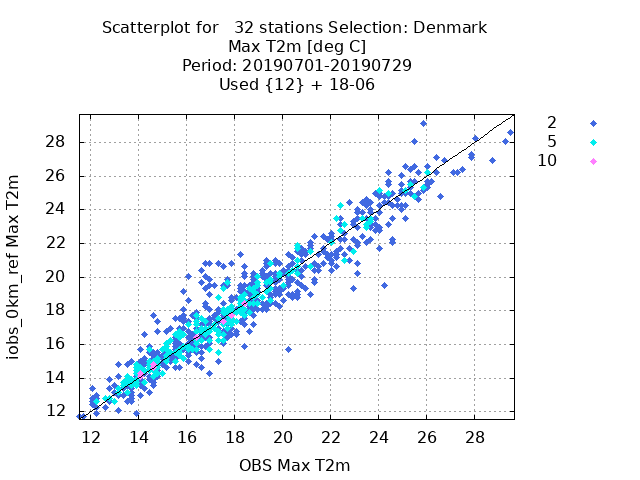 Scatterplot for   32 stations Selection: Denmark
Max T2m [deg C]
Period: 20190701-20190729
Used {12} + 18-06
2
5
10
28
26
24
22
20
18
16
14
12
iobs_0km_ref Max T2m
12 14 16 18 20 22 24 26 28
OBS Max T2m